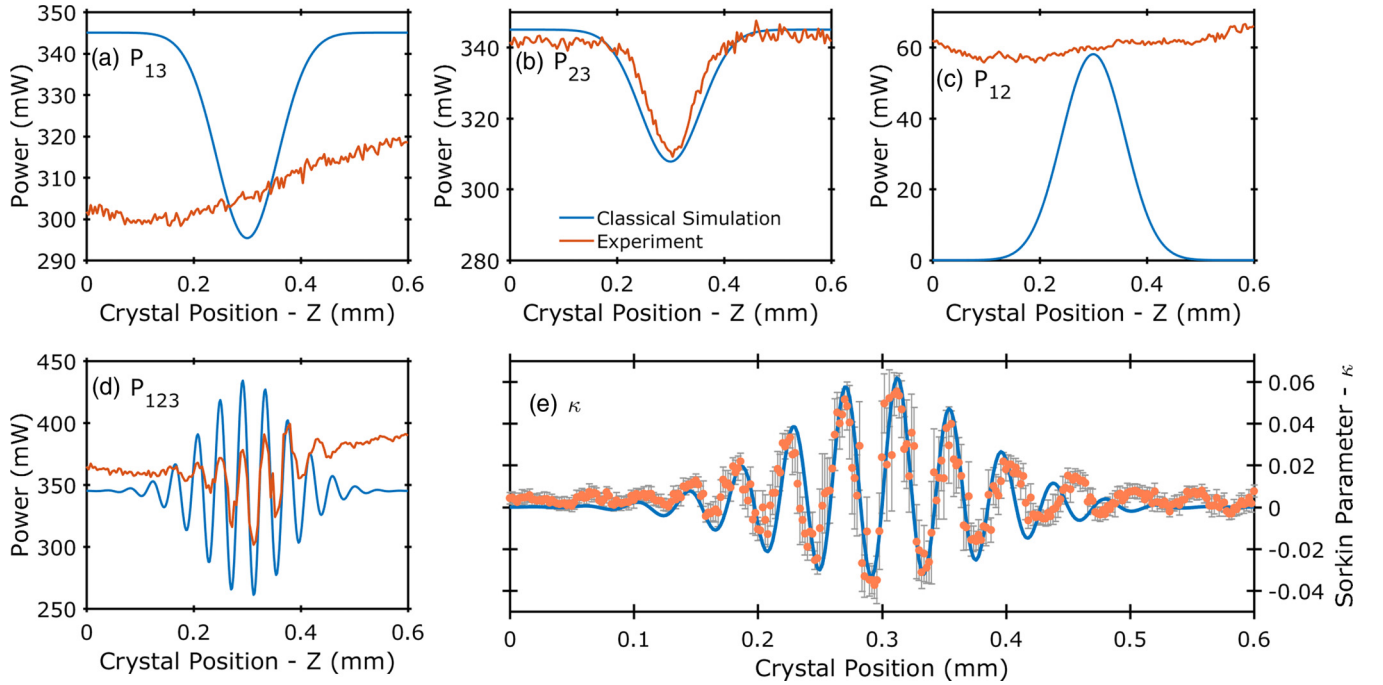 350
340
330
320
310
300
290
Power (mW)
(a) P13
0 0.2 0.4 0.6
Crystal Position - Z (mm)
340
320
300
280
Power (mW)
(b) P23
Classical Simulation
Experiment
0 0.2 0.4 0.6
Crystal Position - Z (mm)
60
40
20
0
Power (mW)
(c) P12
0 0.2 0.4 0.6
Crystal Position - Z (mm)
450
400
350
300
250
Power (mW)
(d) P123
0 0.2 0.4 0.6
Crystal Position - Z (mm)
(e) κ
0.06
0.04
0.02
0
-0.02
-0.04
Sorkin Parameter - κ
0 0.1 0.2 0.3 0.4 0.5 0.6
Crystal Position (mm)